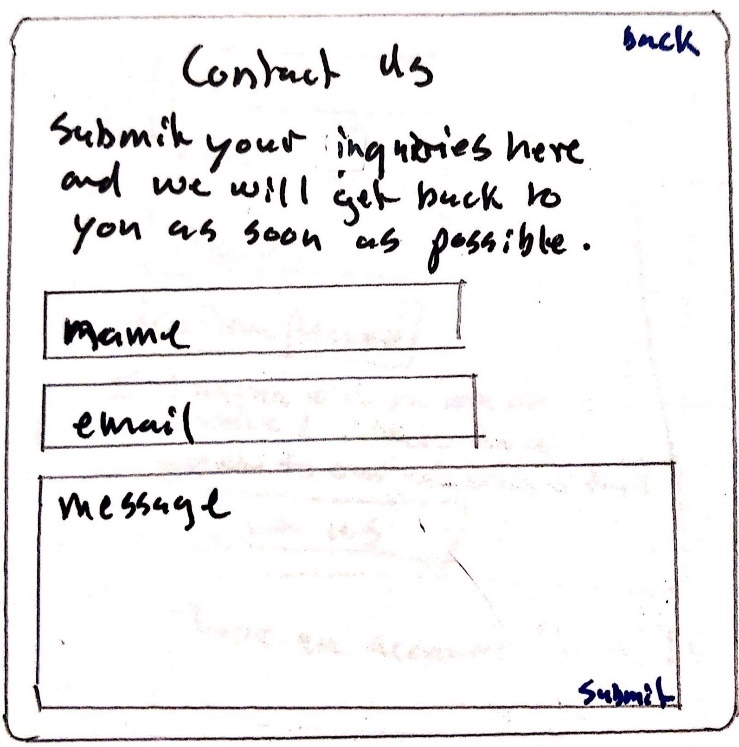 back
Contact Us
Submit your inquiries here
and we will get back to
you as soon as possible.
name
email
message
Submit